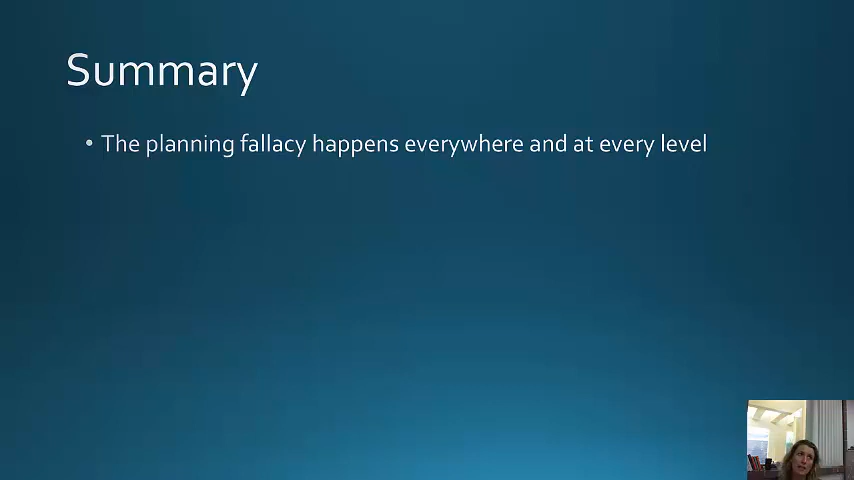 Summary
• The planning fallacy happens everywhere and at every level